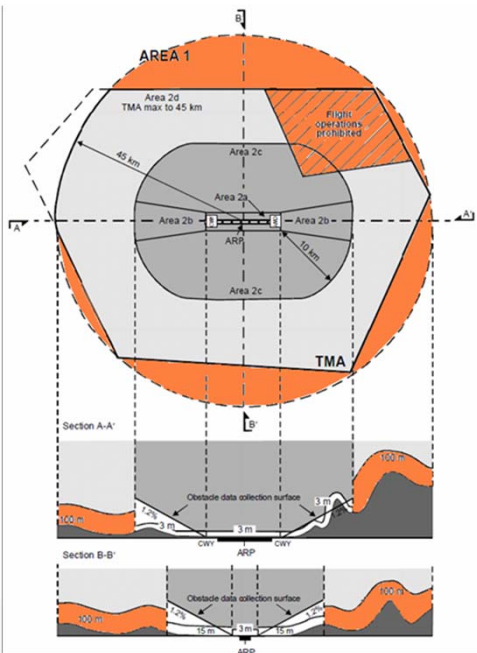 B
AREA 1
Area 2d
TMA max to 45 km
Flight
operations
prohibited
Area 2c
45 km
Area 2a
Area 2b
Area 2b
A
A'
ARP
10 km
Area 2c
TMA
B'
Section A-A'
100 m
Obstacle data collection surface
3 m
1.2%
1.2%
3 m
3 m
100 m
CWY
CWY
ARP
Section B-B'
100 m
Obstacle data collection surface
1.2%
1.2%
3 m
15 m
15 m
100 m
ARP